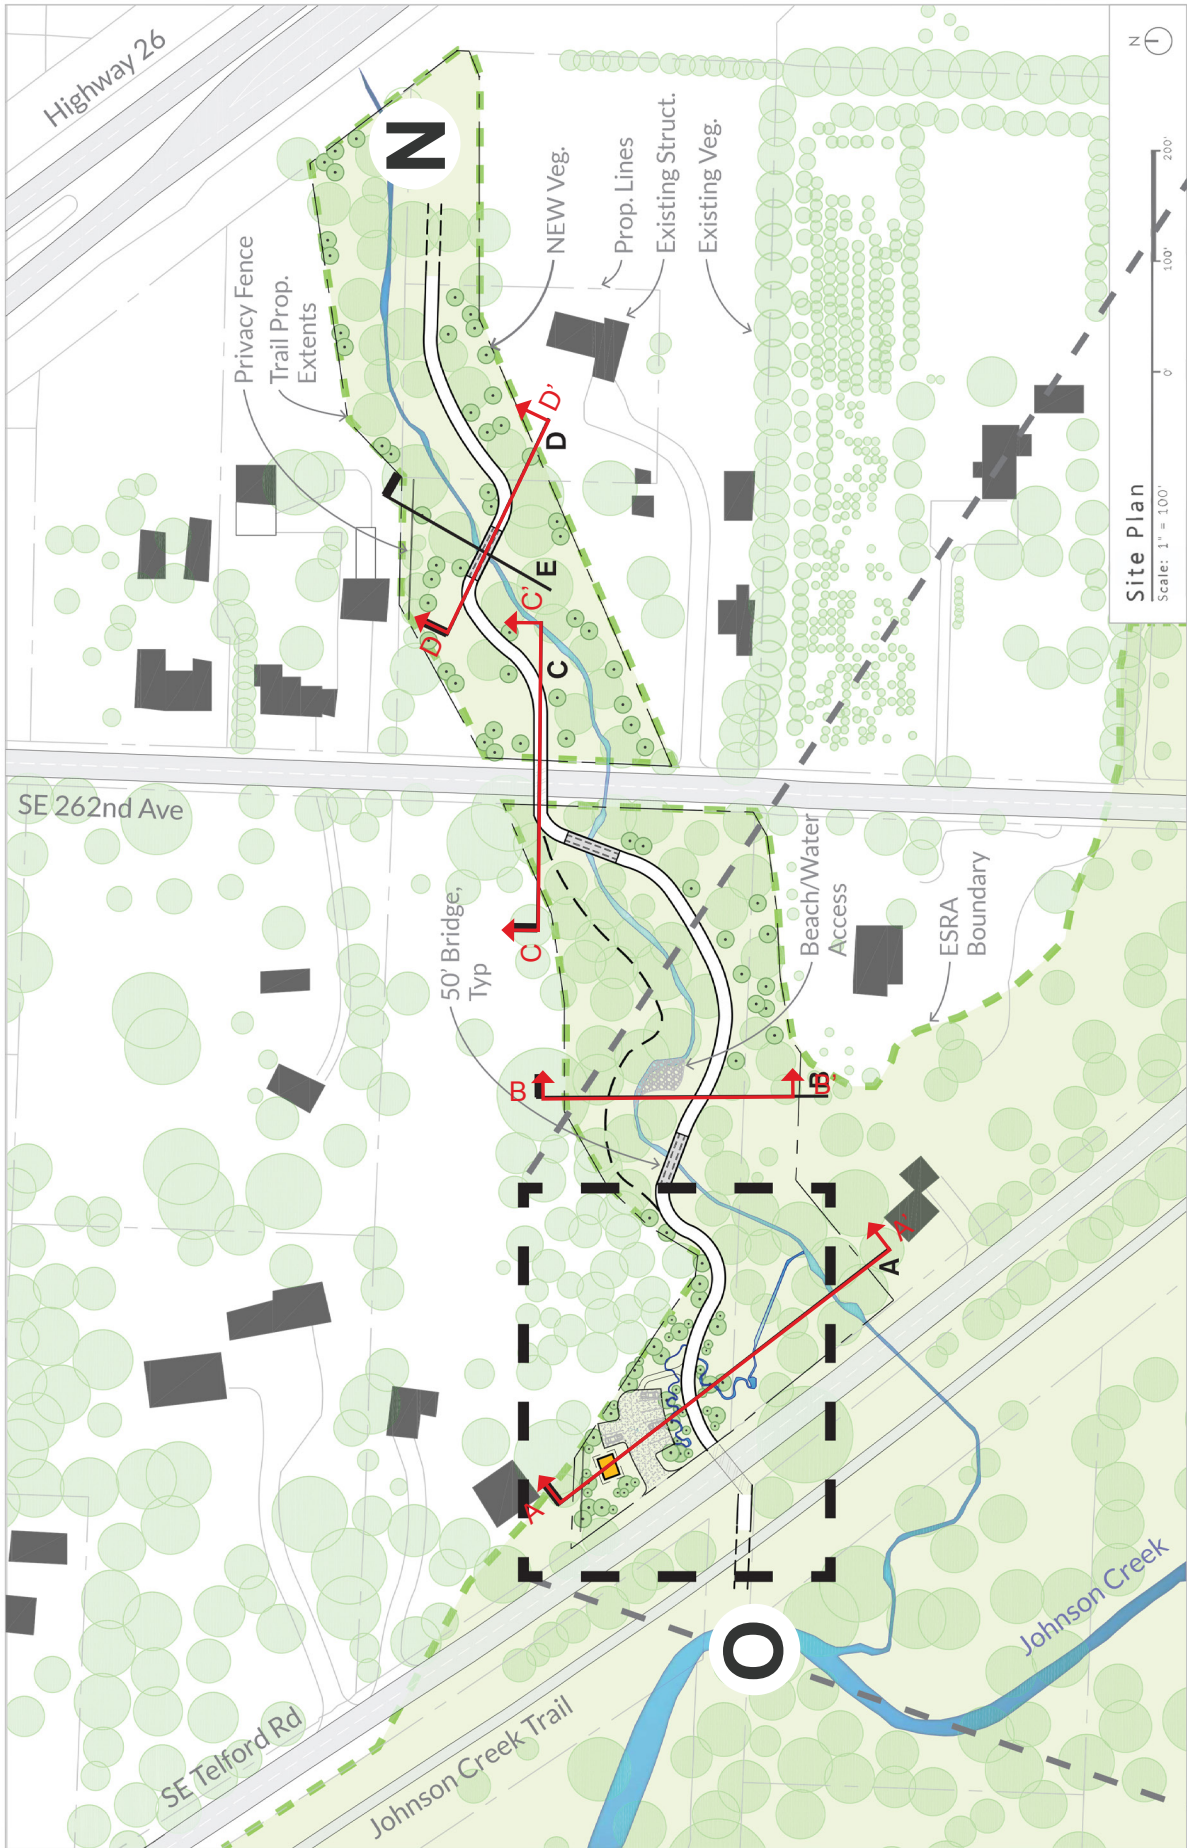 Highway 26
N
Privacy Fence
Trail Prop.
Extents
NEW Veg.
Prop. Lines
Existing Struct.
Existing Veg.
N
Site Plan
Scale: 1" = 100'
0'
100'
200'
D
D'
D
E
C
C'
C
SE 262nd Ave
50' Bridge,
Typ
Beach/Water
Access
ESRA
Boundary
B
B'
B
A
A'
A
O
SE Telford Rd
Johnson Creek Trail
Johnson Creek